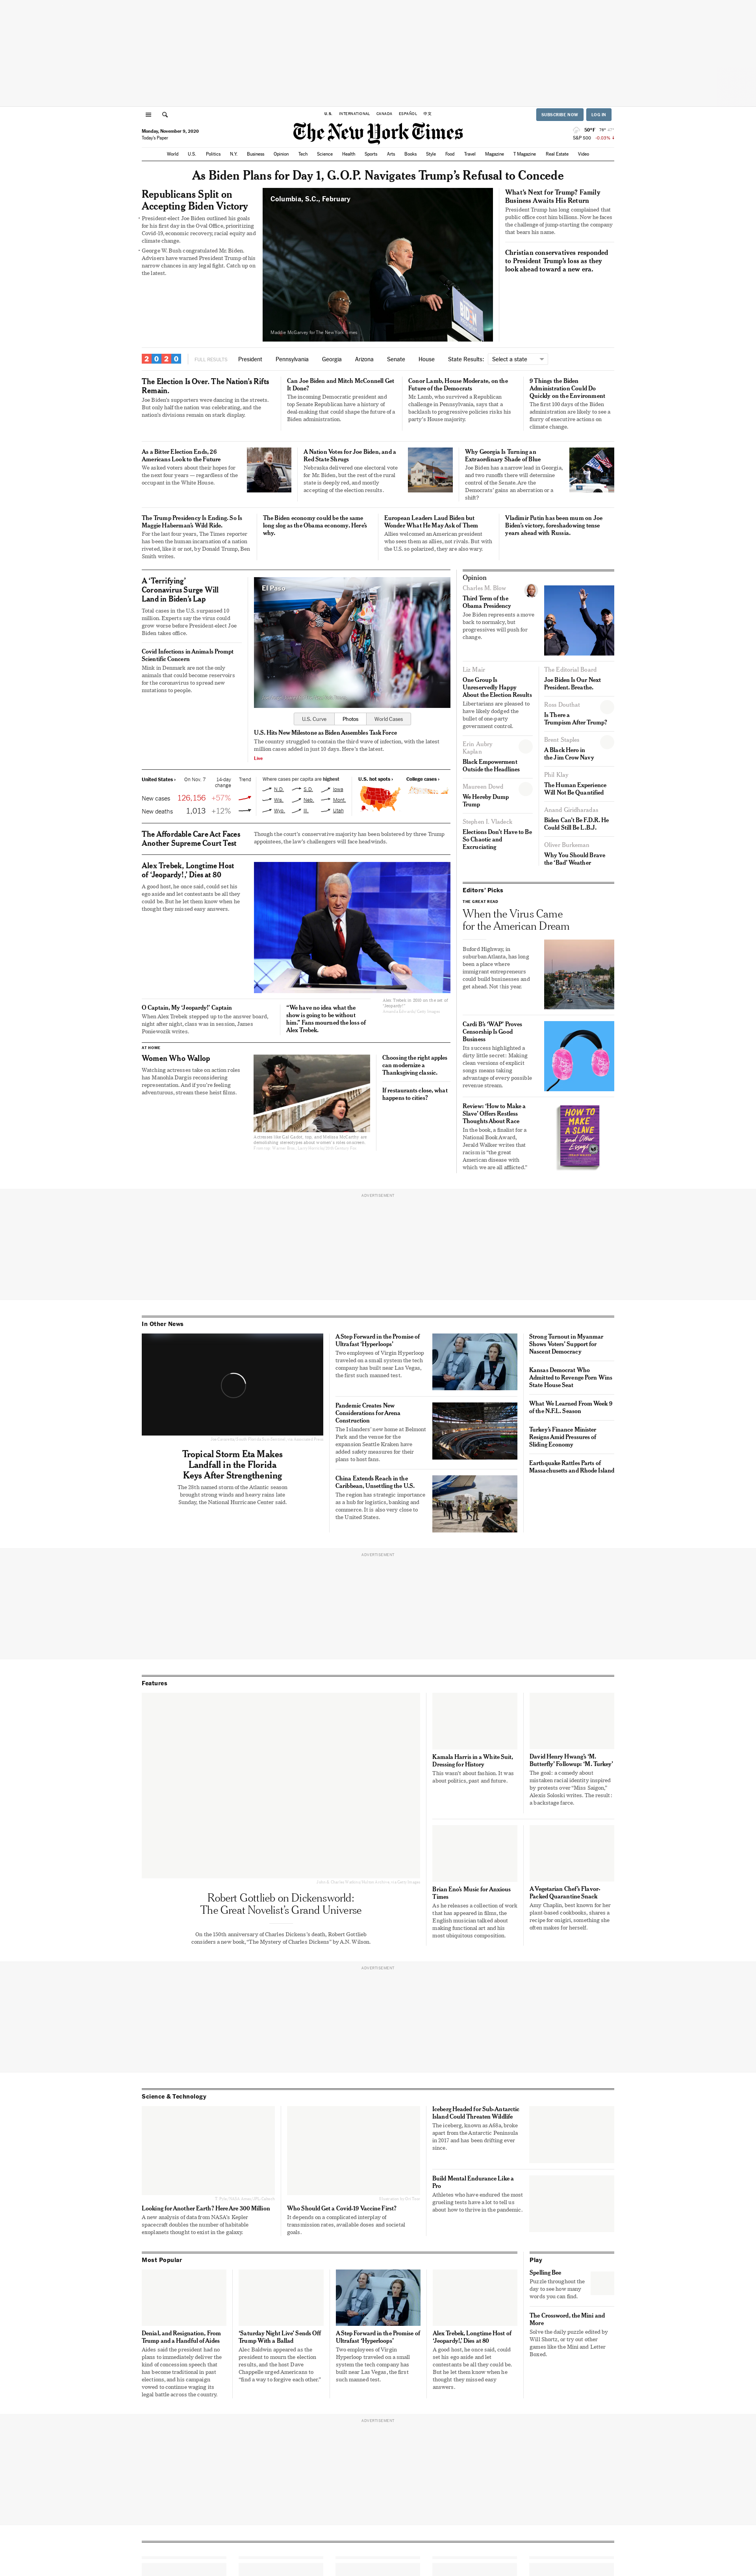 U.S. INTERNATIONAL CANADA ESPAÑOL 中文
SUBSCRIBE NOW LOG IN
Monday, November 9, 2020
Today's Paper
The New York Times
50°F 78° 47°
S&P 500 -0.03%
World U.S. Politics N.Y. Business Opinion Tech Science Health Sports Arts Books Style Food Travel Magazine T Magazine Real Estate Video
As Biden Plans for Day 1, G.O.P. Navigates Trump's Refusal to Concede
Republicans Split on
Accepting Biden Victory
President-elect Joe Biden outlined his goals
for his first day in the Oval Office, prioritizing
Covid-19, economic recovery, racial equity and
climate change.
George W. Bush congratulated Mr. Biden.
Advisers have warned President Trump of his
narrow chances in any legal fight. Catch up on
the latest.
Columbia, S.C., February
BIDEN
Maddie McGarvey for The New York Times
What's Next for Trump? Family
Business Awaits His Return
President Trump has long complained that
public office cost him billions. Now he faces
the challenge of jump-starting the company
that bears his name.
Christian conservatives responded
to President Trump's loss as they
look ahead toward a new era.
2020 FULL RESULTS President Pennsylvania Georgia Arizona Senate House State Results: Select a state
The Election Is Over. The Nation's Rifts
Remain.
Joe Biden's supporters were dancing in the streets.
But only half the nation was celebrating, and the
nation's divisions remain on stark display.
Can Joe Biden and Mitch McConnell Get
It Done?
The incoming Democratic president and
top Senate Republican have a history of
deal-making that could shape the future of a
Biden administration.
Conor Lamb, House Moderate, on the
Future of the Democrats
Mr. Lamb, who survived a Republican
challenge in Pennsylvania, says that a
backlash to progressive policies risks his
party's House majority.
9 Things the Biden
Administration Could Do
Quickly on the Environment
The first 100 days of the Biden
administration are likely to see a
flurry of executive actions on
climate change.
As a Bitter Election Ends, 26
Americans Look to the Future
We asked voters about their hopes for
the next four years — regardless of the
occupant in the White House.
A Nation Votes for Joe Biden, and a
Red State Shrugs
Nebraska delivered one electoral vote
for Mr. Biden, but the rest of the rural
state is deeply red, and mostly
accepting of the election results.
Why Georgia Is Turning an
Extraordinary Shade of Blue
Joe Biden has a narrow lead in Georgia,
and two runoffs there will determine
control of the Senate. Are the
Democrats' gains an aberration or a
shift?
The Trump Presidency Is Ending. So Is
Maggie Haberman's Wild Ride.
For the last four years, The Times reporter
has been the human incarnation of a nation
riveted, like it or not, by Donald Trump, Ben
Smith writes.
The Biden economy could be the same
long slog as the Obama economy. Here's
why.
European Leaders Laud Biden but
Wonder What He May Ask of Them
Allies welcomed an American president
who sees them as allies, not rivals. But with
the U.S. so polarized, they are also wary.
Vladimir Putin has been mum on Joe
Biden's victory, foreshadowing tense
years ahead with Russia.
A 'Terrifying'
Coronavirus Surge Will
Land in Biden's Lap
Total cases in the U.S. surpassed 10
million. Experts say the virus could
grow worse before President-elect Joe
Biden takes office.
Covid Infections in Animals Prompt
Scientific Concern
Mink in Denmark are not the only
animals that could become reservoirs
for the coronavirus to spread new
mutations to people.
El Paso
U.S. Curve Photos World Cases
U.S. Hits New Milestone as Biden Assembles Task Force
The country struggled to contain the third wave of infection, with the latest
million cases added in just 10 days. Here's the latest.
Live
United States › On Nov. 7 14-day change Trend
New cases 126,156 +57%
New deaths 1,013 +12%
Where cases per capita are highest
N.D. S.D. Iowa
Wis. Neb. Mont.
Wyo. Ill. Utah
U.S. hot spots ›
College cases ›
The Affordable Care Act Faces
Another Supreme Court Test
Though the court's conservative majority has been bolstered by three Trump
appointees, the law's challengers will face headwinds.
Alex Trebek, Longtime Host
of 'Jeopardy!,' Dies at 80
A good host, he once said, could set his
ego aside and let contestants be all they
could be. But he let them know when he
thought they missed easy answers.
Alex Trebek in 2010 on the set of
"Jeopardy!"
O Captain, My 'Jeopardy!' Captain
When Alex Trebek stepped up to the answer board,
night after night, class was in session, James
Poniewozik writes.
"We have no idea what the
show is going to be without
him." Fans mourned the loss of
Alex Trebek.
AT HOME
Women Who Wallop
Watching actresses take on action roles
has Manohla Dargis reconsidering
representation. And if you're feeling
adventurous, stream these heist films.
Actresses like Gal Gadot, top, and Melissa McCarthy are
demolishing stereotypes about women's roles onscreen.
Choosing the right apples
can modernize a
Thanksgiving classic.
If restaurants close, what
happens to cities?
Opinion
Charles M. Blow
Third Term of the
Obama Presidency
Joe Biden represents a move
back to normalcy, but
progressives will push for
change.
Liz Mair
One Group Is
Unreservedly Happy
About the Election Results
Libertarians are pleased to
have likely dodged the
bullet of one-party
government control.
Erin Aubry
Kaplan
Black Empowerment
Outside the Headlines
Maureen Dowd
We Hereby Dump
Trump
Stephen I. Vladeck
Elections Don't Have to Be
So Chaotic and
Excruciating
The Editorial Board
Joe Biden Is Our Next
President. Breathe.
Ross Douthat
Is There a
Trumpism After Trump?
Brent Staples
A Black Hero in
the Jim Crow Navy
Phil Klay
The Human Experience
Will Not Be Quantified
Anand Giridharadas
Biden Can't Be F.D.R. He
Could Still Be L.B.J.
Oliver Burkeman
Why You Should Brave
the 'Bad' Weather
Editors' Picks
THE GREAT READ
When the Virus Came
for the American Dream
Buford Highway, in
suburban Atlanta, has long
been a place where
immigrant entrepreneurs
could build businesses and
get ahead. Not this year.
Cardi B's 'WAP' Proves
Censorship Is Good
Business
Its success highlighted a
dirty little secret: Making
clean versions of explicit
songs means taking
advantage of every possible
revenue stream.
Review: 'How to Make a
Slave' Offers Restless
Thoughts About Race
In the book, a finalist for a
National Book Award,
Jerald Walker writes that
racism is "the great
American disease with
which we are all afflicted."
HOW TO
MAKE
A SLAVE
and Other
Essays
ADVERTISEMENT
In Other News
Tropical Storm Eta Makes
Landfall in the Florida
Keys After Strengthening
The 28th named storm of the Atlantic season
brought strong winds and heavy rains late
Sunday, the National Hurricane Center said.
A Step Forward in the Promise of
Ultrafast 'Hyperloops'
Two employees of Virgin Hyperloop
traveled on a small system the tech
company has built near Las Vegas,
the first such manned test.
Pandemic Creates New
Considerations for Arena
Construction
The Islanders' new home at Belmont
Park and the venue for the
expansion Seattle Kraken have
added safety measures for their
plans to host fans.
China Extends Reach in the
Caribbean, Unsettling the U.S.
The region has strategic importance
as a hub for logistics, banking and
commerce. It is also very close to
the United States.
Strong Turnout in Myanmar
Shows Voters' Support for
Nascent Democracy
Kansas Democrat Who
Admitted to Revenge Porn Wins
State House Seat
What We Learned From Week 9
of the N.F.L. Season
Turkey's Finance Minister
Resigns Amid Pressures of
Sliding Economy
Earthquake Rattles Parts of
Massachusetts and Rhode Island
ADVERTISEMENT
Features
Robert Gottlieb on Dickensworld:
The Great Novelist's Grand Universe
On the 150th anniversary of Charles Dickens's death, Robert Gottlieb
considers a new book, "The Mystery of Charles Dickens" by A.N. Wilson.
Kamala Harris in a White Suit,
Dressing for History
This wasn't about fashion. It was
about politics, past and future.
David Henry Hwang's 'M.
Butterfly' Followup: 'M. Turkey'
The goal: a comedy about
mistaken racial identity inspired
by protests over "Miss Saigon,"
Alexis Soloski writes. The result:
a backstage farce.
Brian Eno's Music for Anxious
Times
As he releases a collection of work
that has appeared in films, the
English musician talked about
making functional art and his
most ubiquitous composition.
A Vegetarian Chef's Flavor-
Packed Quarantine Snack
Amy Chaplin, best known for her
plant-based cookbooks, shares a
recipe for onigiri, something she
often makes for herself.
ADVERTISEMENT
Science & Technology
Looking for Another Earth? Here Are 300 Million
A new analysis of data from NASA's Kepler
spacecraft doubles the number of habitable
exoplanets thought to exist in the galaxy.
Who Should Get a Covid-19 Vaccine First?
It depends on a complicated interplay of
transmission rates, available doses and societal
goals.
Iceberg Headed for Sub-Antarctic
Island Could Threaten Wildlife
The iceberg, known as A68a, broke
apart from the Antarctic Peninsula
in 2017 and has been drifting ever
since.
Build Mental Endurance Like a
Pro
Athletes who have endured the most
grueling tests have a lot to tell us
about how to thrive in the pandemic.
Most Popular
Denial, and Resignation, From
Trump and a Handful of Aides
Aides said the president had no
plans to immediately deliver the
kind of concession speech that
has become traditional in past
elections, and his campaign
vowed to continue waging its
legal battle across the country.
'Saturday Night Live' Sends Off
Trump With a Ballad
Alec Baldwin appeared as the
president to mourn the election
results, and the host Dave
Chappelle urged Americans to
"find a way to forgive each other."
A Step Forward in the Promise of
Ultrafast 'Hyperloops'
Two employees of Virgin
Hyperloop traveled on a small
system the tech company has
built near Las Vegas, the first
such manned test.
Alex Trebek, Longtime Host of
'Jeopardy!,' Dies at 80
A good host, he once said, could
set his ego aside and let
contestants be all they could be.
But he let them know when he
thought they missed easy
answers.
Play
Spelling Bee
Puzzle throughout the
day to see how many
words you can find.
The Crossword, the Mini and
More
Solve the daily puzzle edited by
Will Shortz, or try out other
games like the Mini and Letter
Boxed.
ADVERTISEMENT